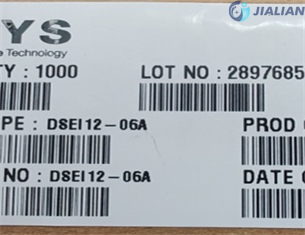 JIALIAN
YS
e Technology
TY : 1000
LOT NO : 2897685
PE : DSEI12-06A
PROD
NO : DSEI12-06A
DATE C